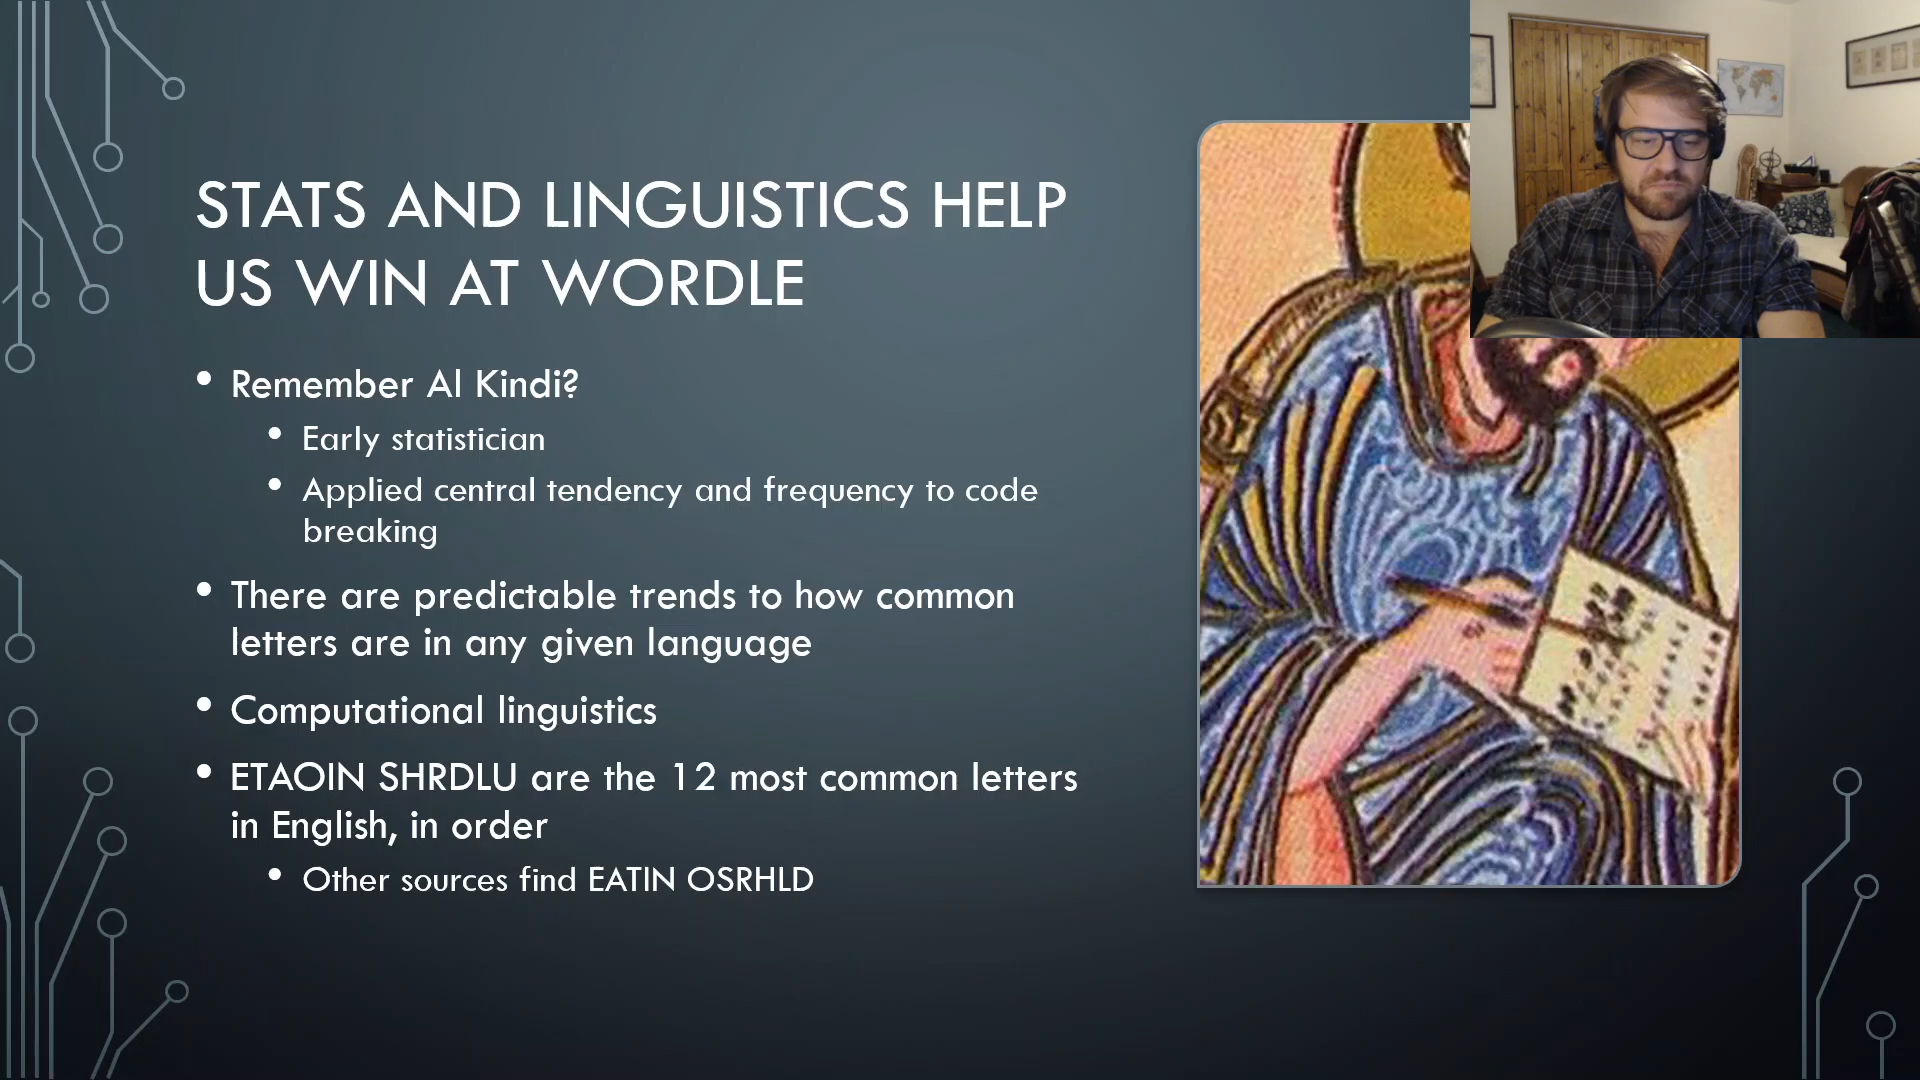 STATS AND LINGUISTICS HELP
US WIN AT WORDLE
• Remember Al Kindi?
• Early statistician
• Applied central tendency and frequency to code
breaking
• There are predictable trends to how common
letters are in any given language
• Computational linguistics
• ETAOIN SHRDLU are the 12 most common letters
in English, in order
• Other sources find EATIN OSRHLD